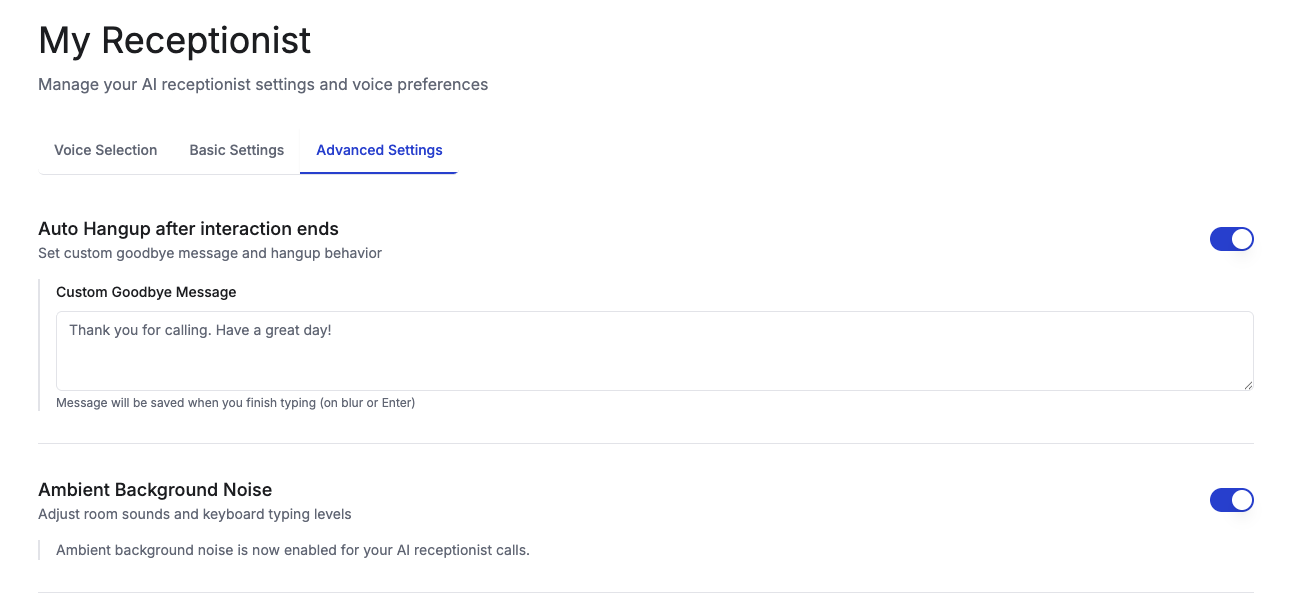 My Receptionist
Manage your AI receptionist settings and voice preferences
Voice Selection Basic Settings Advanced Settings
Auto Hangup after interaction ends
Set custom goodbye message and hangup behavior
Custom Goodbye Message
Thank you for calling. Have a great day!
Message will be saved when you finish typing (on blur or Enter)
Ambient Background Noise
Adjust room sounds and keyboard typing levels
Ambient background noise is now enabled for your AI receptionist calls.